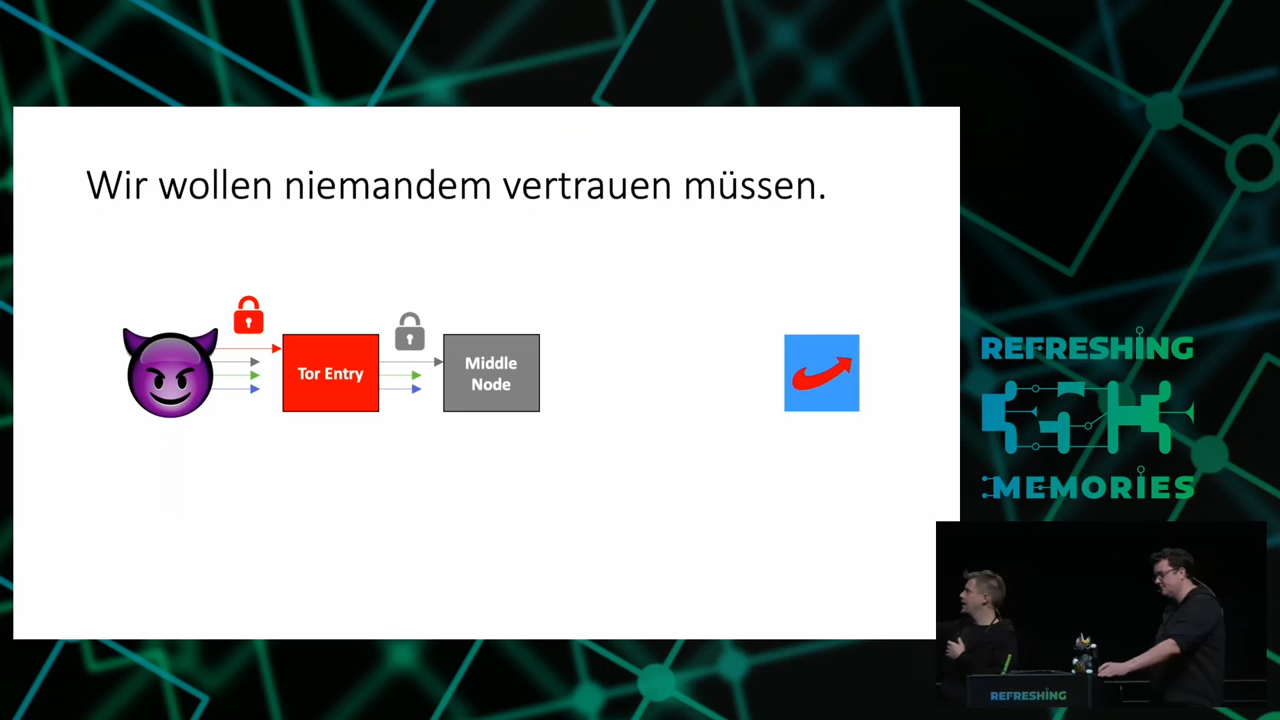 Wir wollen niemandem vertrauen müssen.
Tor Entry
Middle
Node
REFRESHING
MEMORIES
REFRESHING